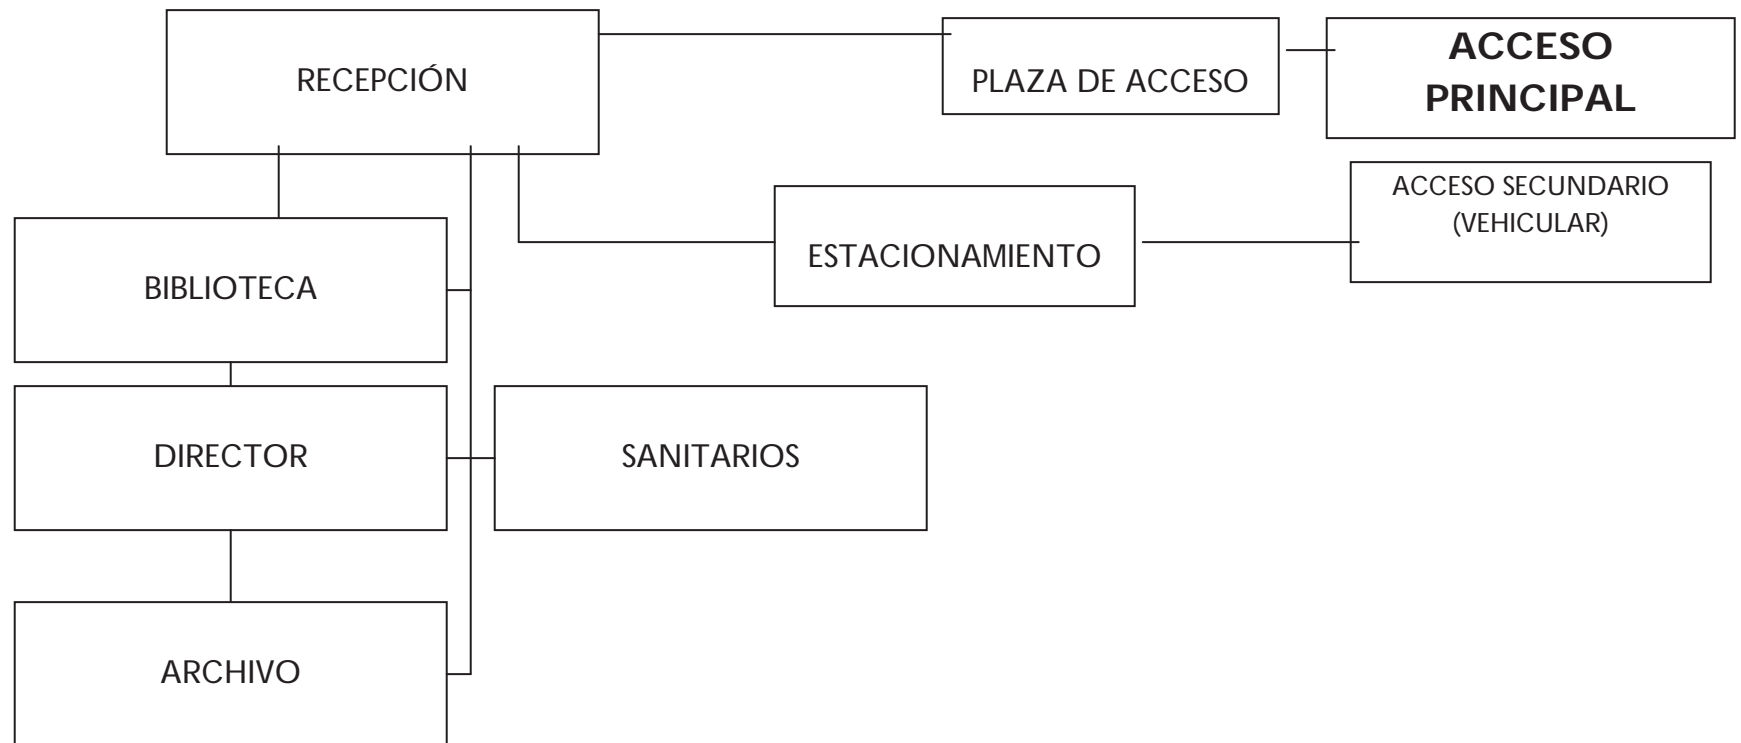 RECEPCIÓN
PLAZA DE ACCESO
ACCESO
PRINCIPAL
ACCESO SECUNDARIO
(VEHICULAR)
ESTACIONAMIENTO
BIBLIOTECA
DIRECTOR
SANITARIOS
ARCHIVO